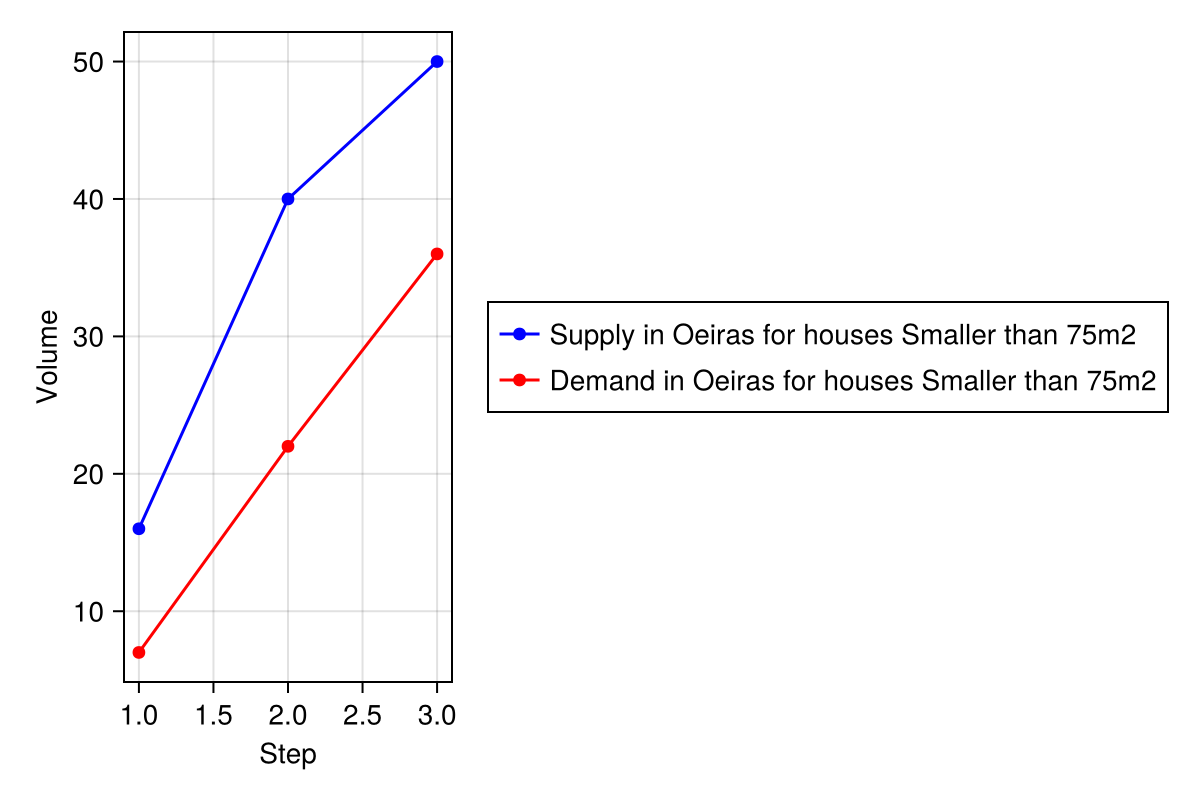 50
40
30
20
10
Volume
1.0 1.5 2.0 2.5 3.0
Step
Supply in Oeiras for houses Smaller than 75m2
Demand in Oeiras for houses Smaller than 75m2